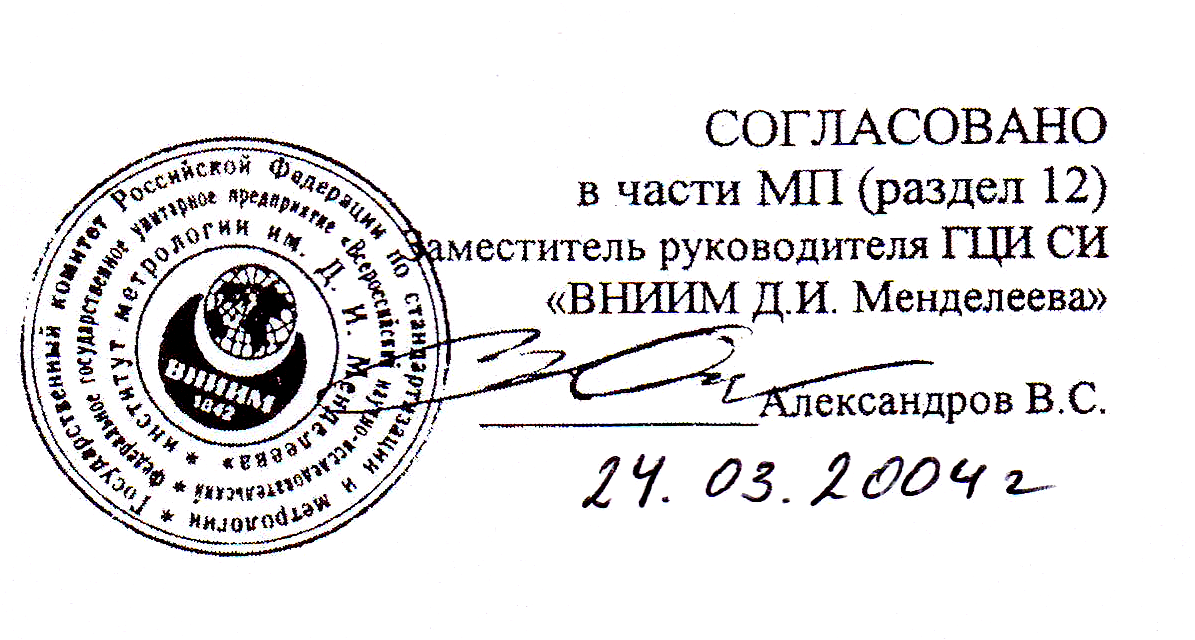 СОГЛАСОВАНО
в части МП (раздел 12)
Заместитель руководителя ГЦИ СИ
«ВНИИМ Д.И. Менделеева»
Александров В.С.
24. 03. 2004 г
* Государственный комитет Российской Федерации по стандартизации и метрологии
* Федеральное государственное унитарное предприятие «Всероссийский научно-исследовательский
* институт метрологии им. Д. И. Менделеева»
ВНИИМ
1842